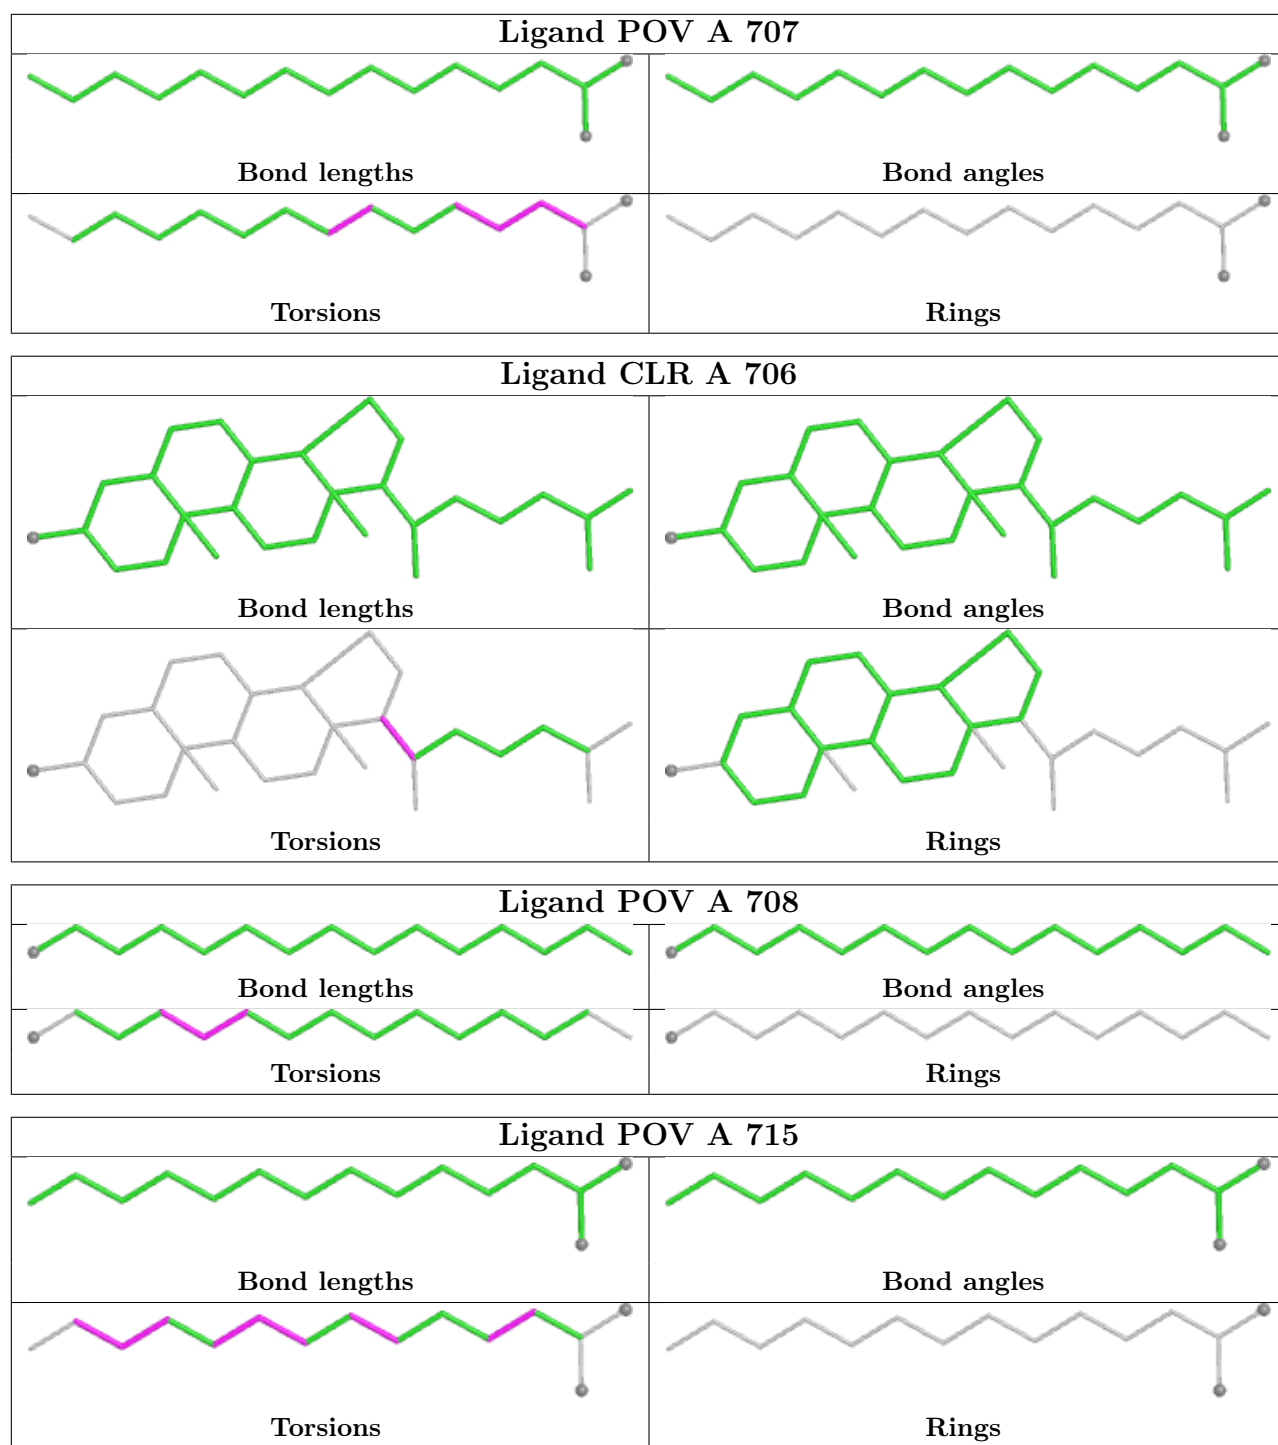 Ligand POV A 707
Bond lengths
Bond angles
Torsions
Rings
Ligand CLR A 706
Bond lengths
Bond angles
Torsions
Rings
Ligand POV A 708
Bond lengths
Bond angles
Torsions
Rings
Ligand POV A 715
Bond lengths
Bond angles
Torsions
Rings